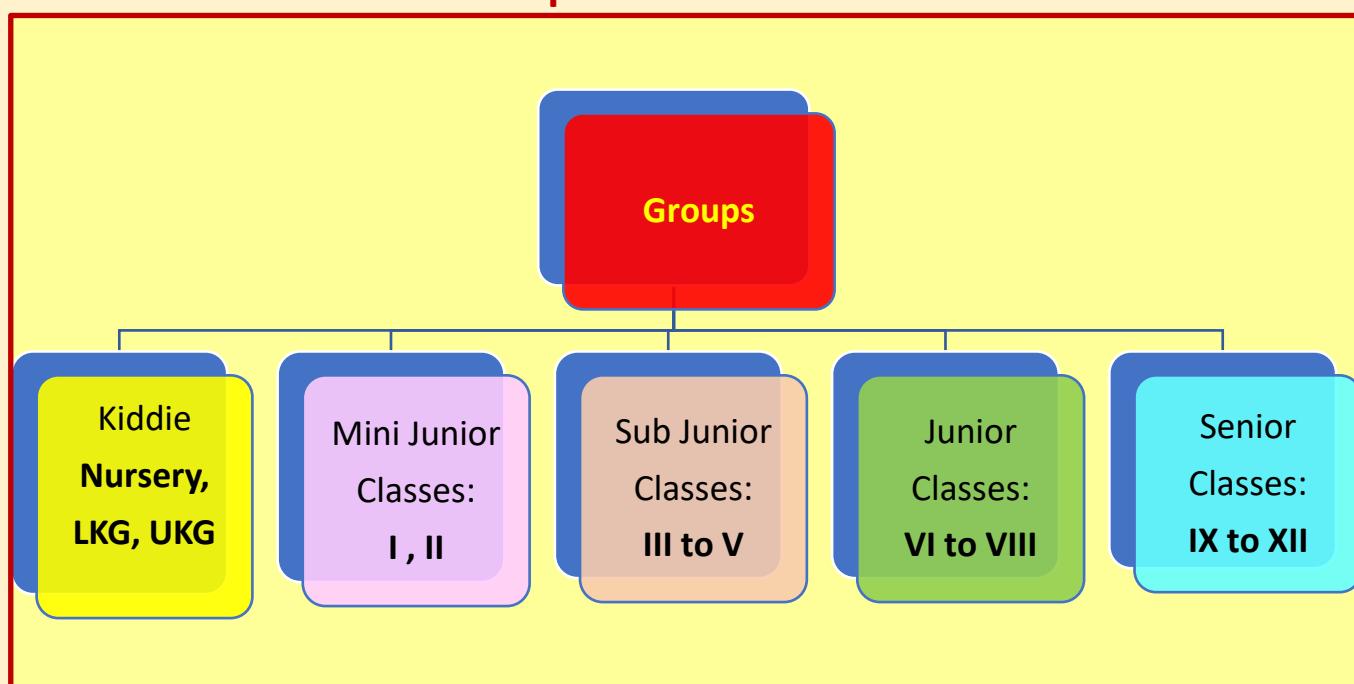 Groups
Kiddie
Nursery,
LKG, UKG
Mini Junior
Classes:
I , II
Sub Junior
Classes:
III to V
Junior
Classes:
VI to VIII
Senior
Classes:
IX to XII